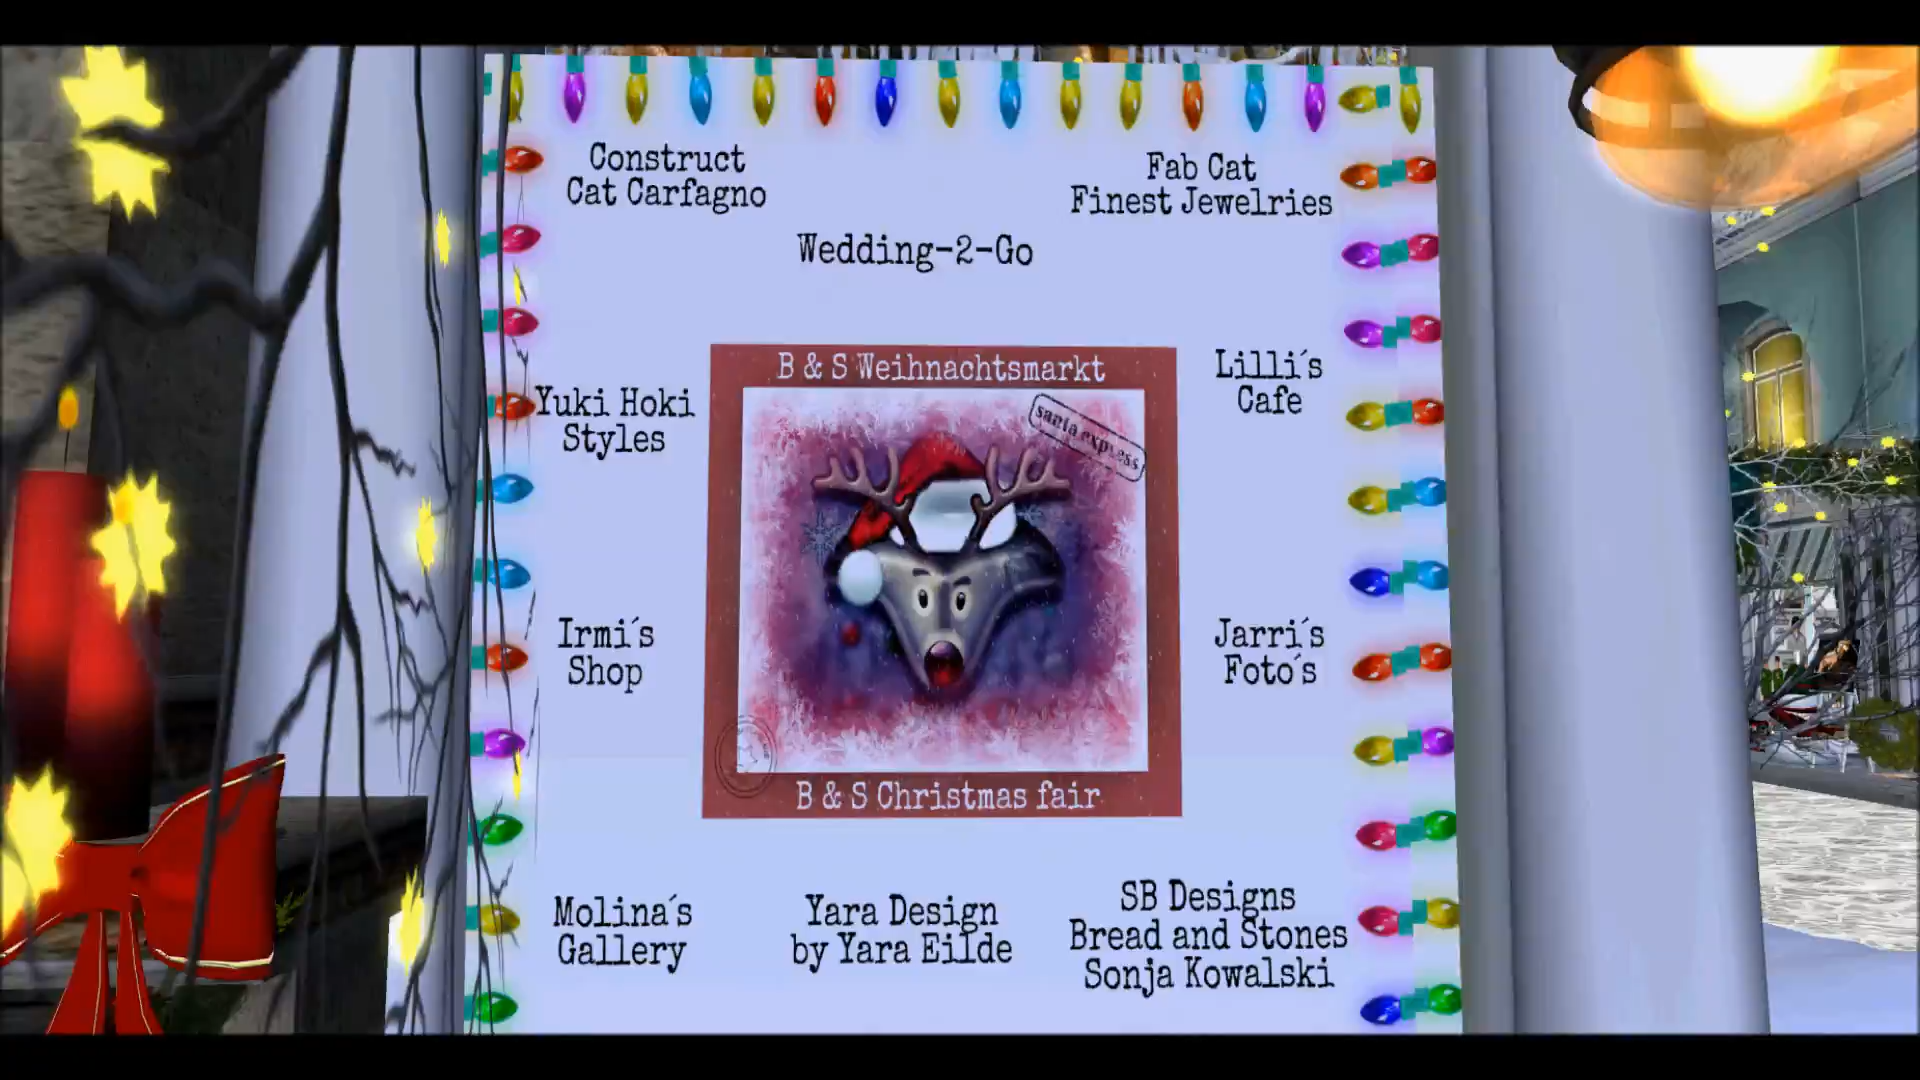 Construct
Cat Carfagno
Fab Cat
Finest Jewelries
Wedding-2-Go
Yuki Hoki
Styles
B & S Weihnachtsmarkt
santa express
Lilli´s
Cafe
Irmi´s
Shop
Jarri´s
Foto´s
B & S Christmas fair
Molina´s
Gallery
Yara Design
by Yara Eilde
SB Designs
Bread and Stones
Sonja Kowalski